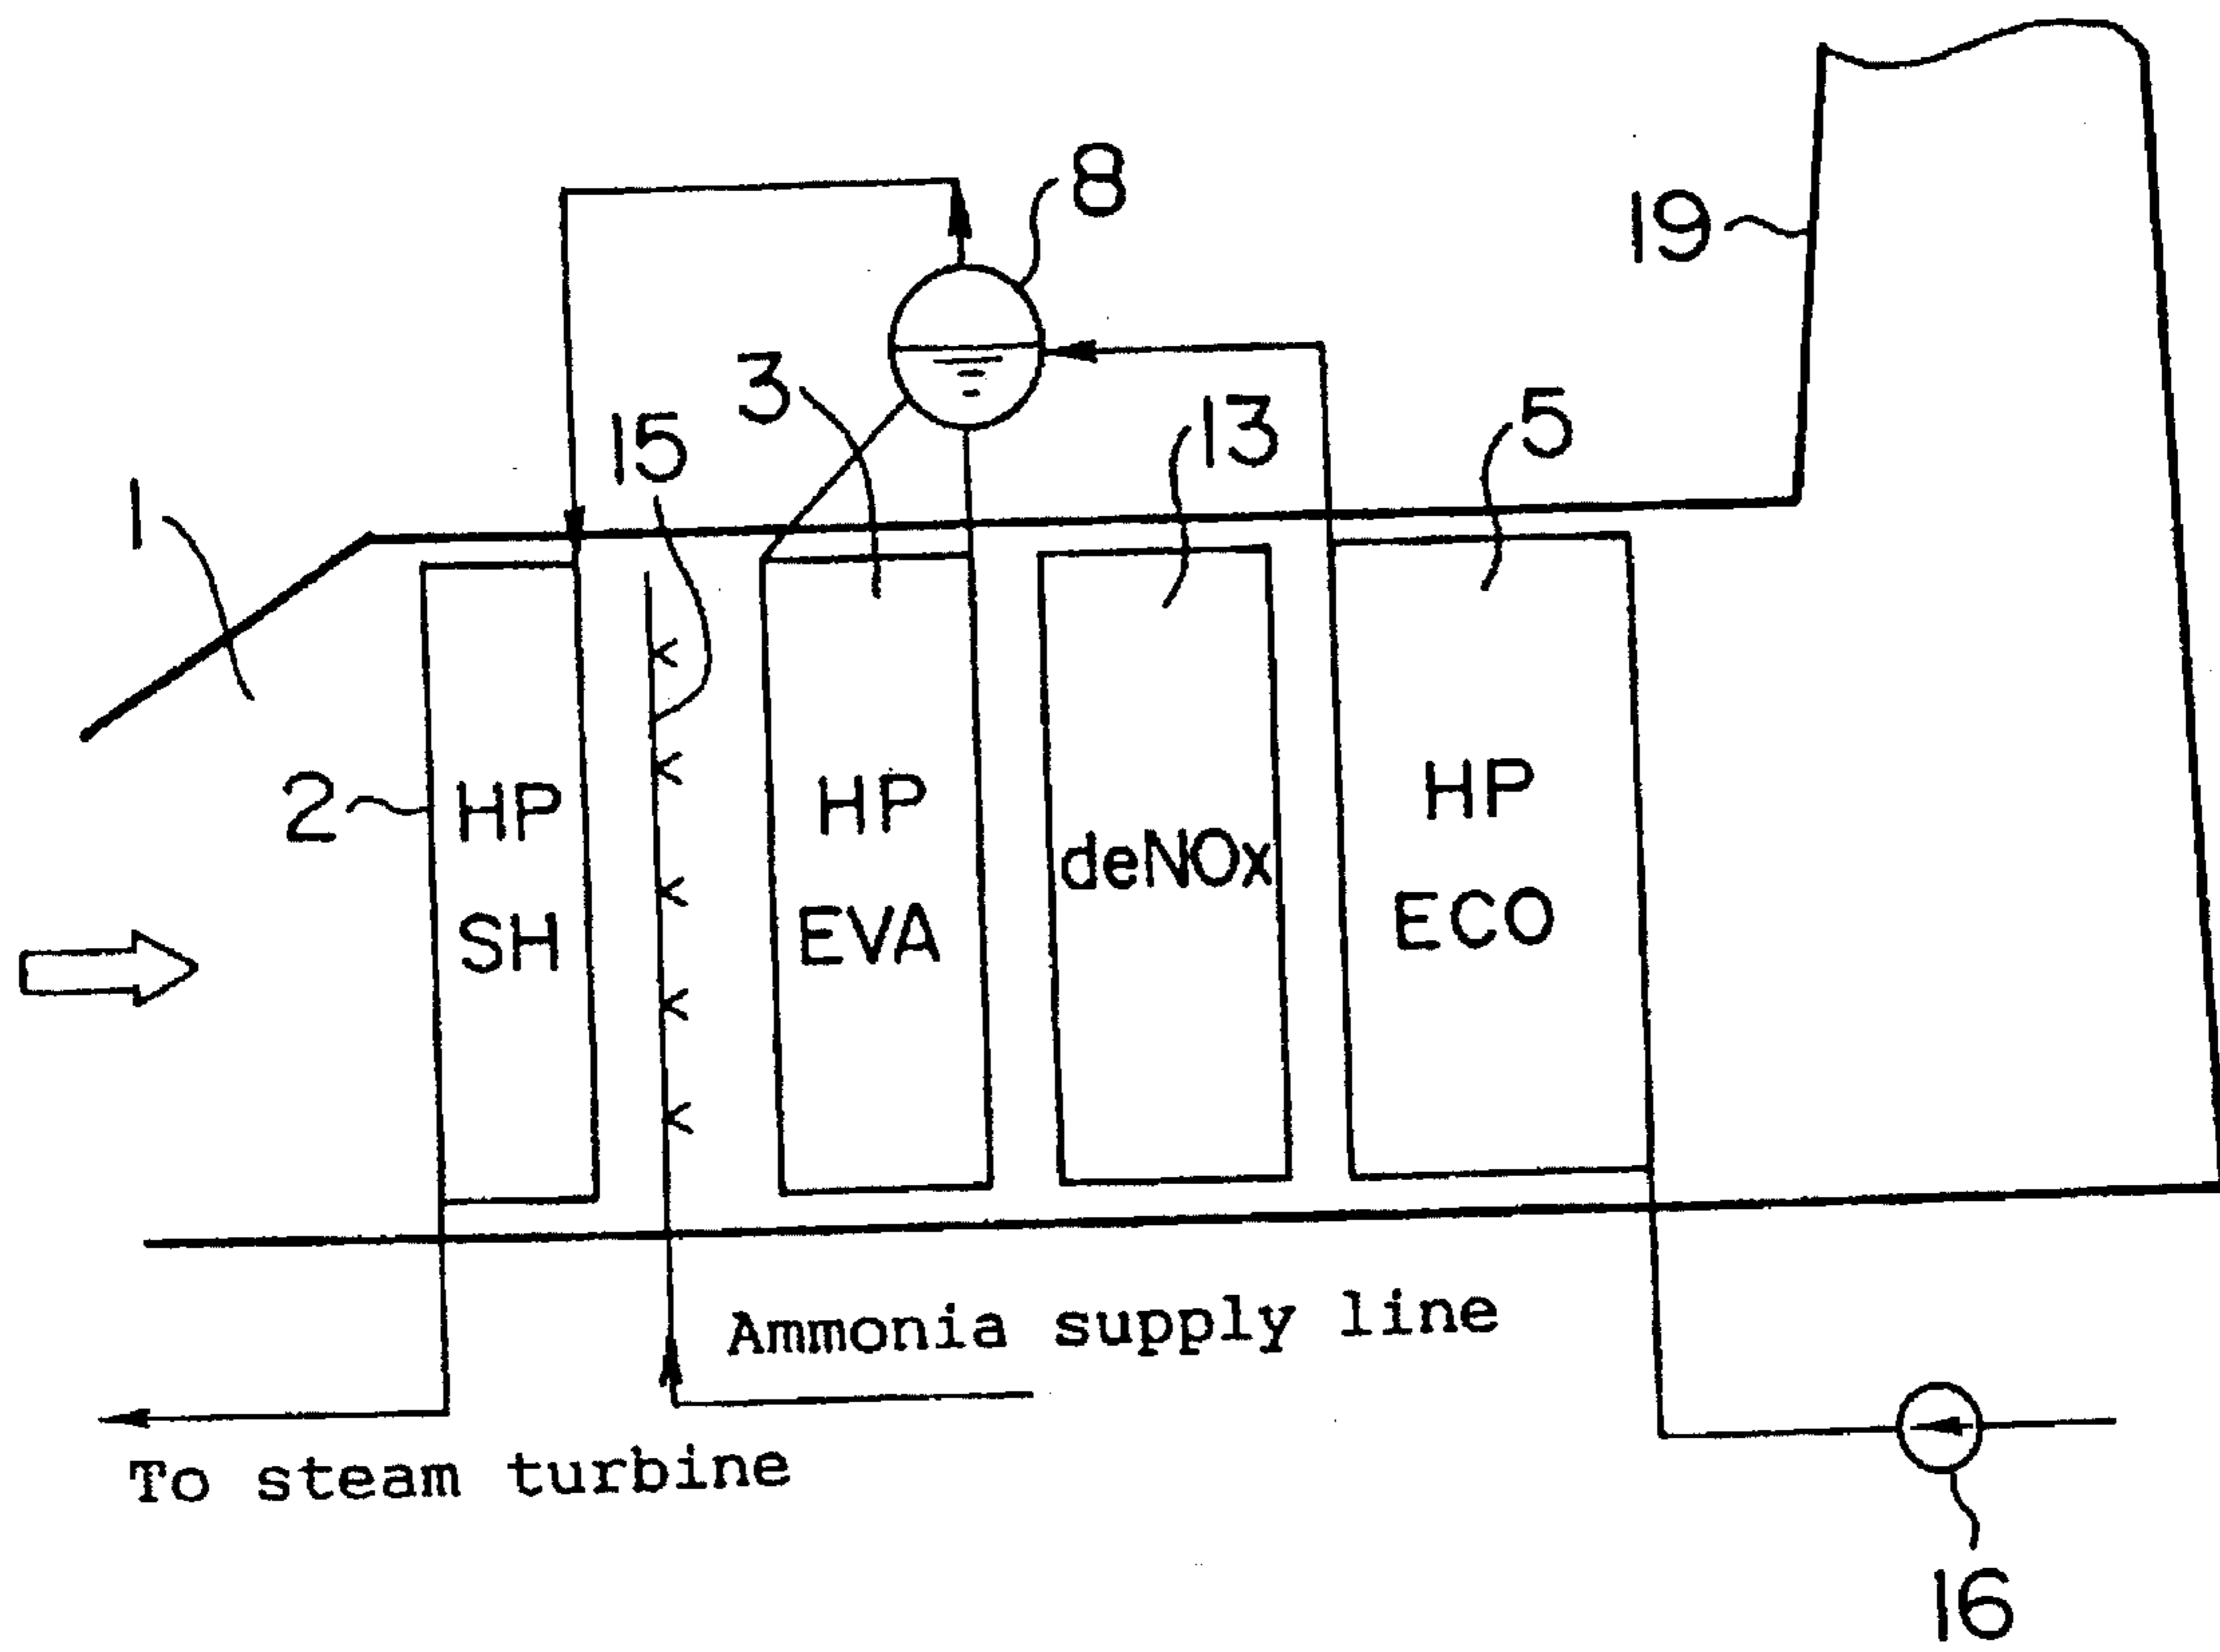 8
19
3
13
5
15
1
2
HP
SH
HP
EVA
deNOx
HP
ECO
Ammonia supply line
To steam turbine
16